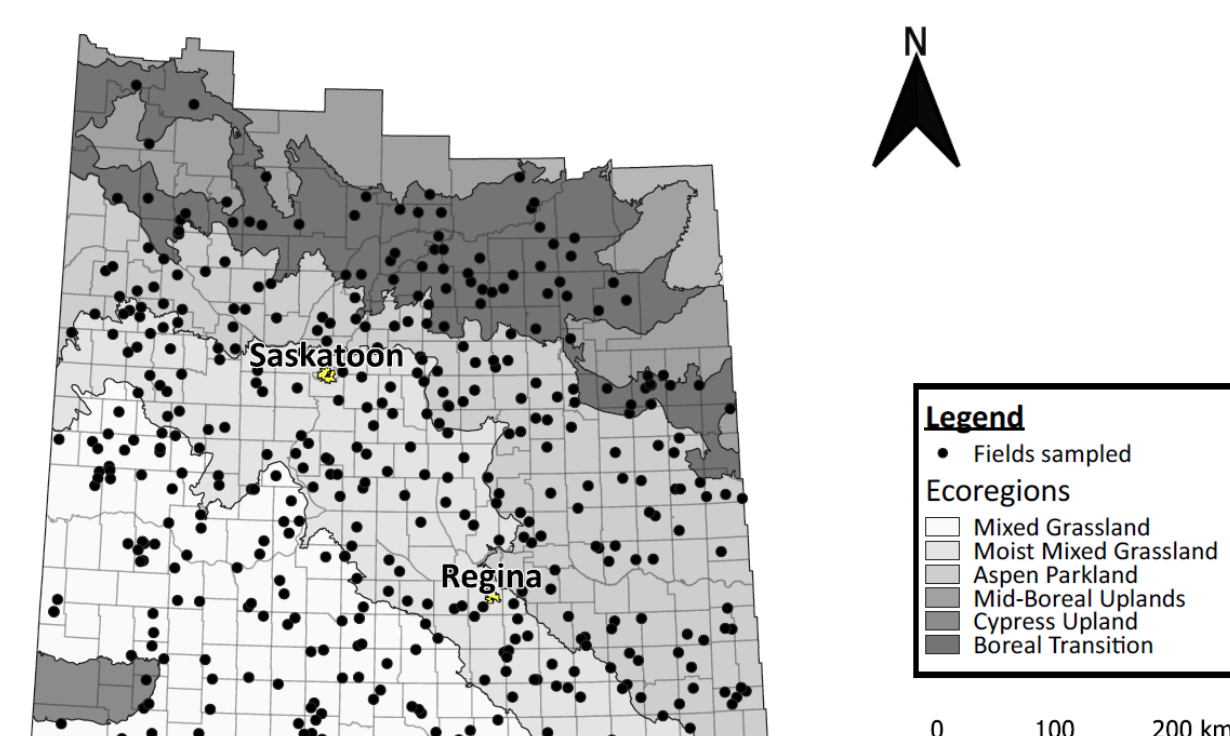 N
Saskatoon
Regina
Legend
Fields sampled
Ecoregions
Mixed Grassland
Moist Mixed Grassland
Aspen Parkland
Mid-Boreal Uplands
Cypress Upland
Boreal Transition
0 100 200 km